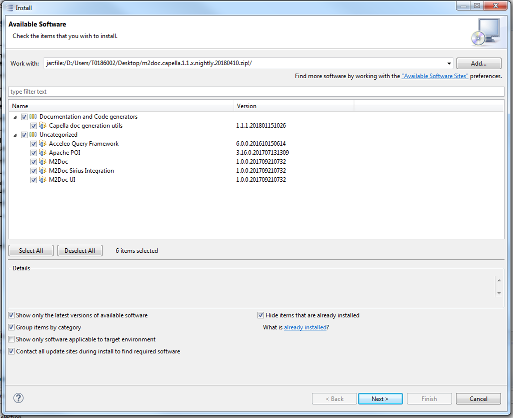 Install
Available Software
Check the items that you wish to install.
Work with: jar:file:/D:/Users/T0186002/Desktop/m2doc.capella.1.1.x.nightly.20180410.zip!/ Add...
Find more software by working with the "Available Software Sites" preferences.
type filter text
Name Version
Documentation and Code generators
Capella doc generation utils 1.1.1.201801151026
Uncategorized
Acceleo Query Framework 6.0.0.201610150614
Apache POI 3.16.0.201707131309
M2Doc 1.0.0.201709210732
M2Doc Sirius Integration 1.0.0.201709210732
M2Doc UI 1.0.0.201709210732
Select All Deselect All 6 items selected
Details
Show only the latest versions of available software Hide items that are already installed
Group items by category What is already installed?
Show only software applicable to target environment
Contact all update sites during install to find required software
? < Back Next > Finish Cancel